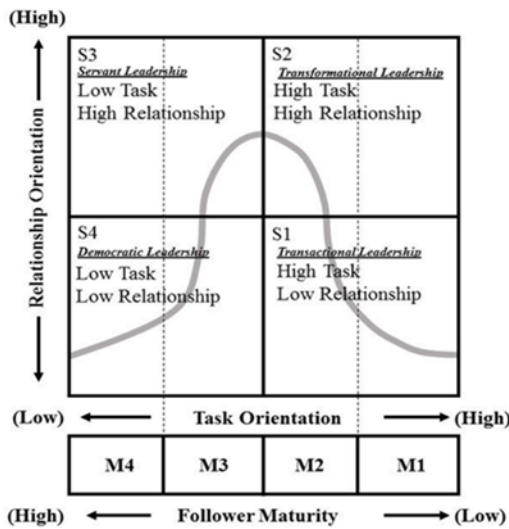 (High)
S3
Servant Leadership
Low Task
High Relationship
S2
Transformational Leadership
High Task
High Relationship
Relationship Orientation
S4
Democratic Leadership
Low Task
Low Relationship
S1
Transactional Leadership
High Task
Low Relationship
(Low) Task Orientation (High)
M4 M3 M2 M1
(High) Follower Maturity (Low)